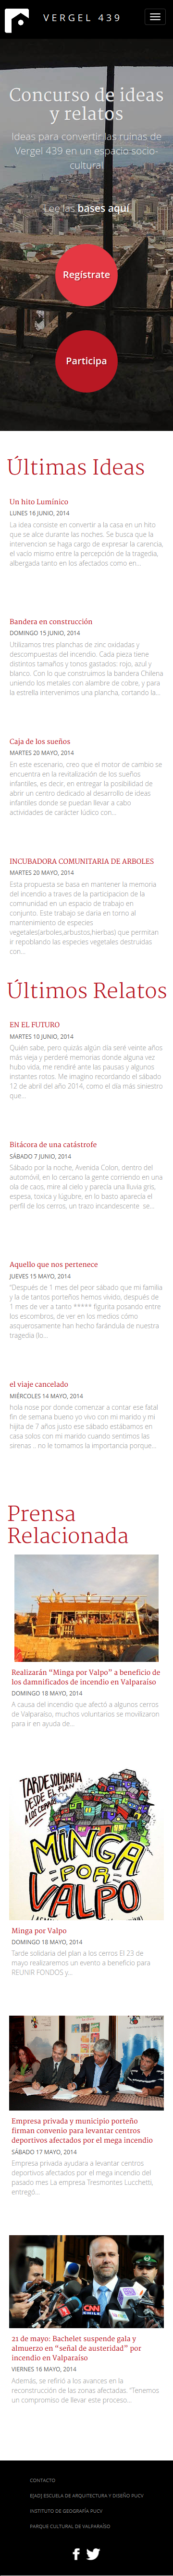 VERGEL 439
Concurso de ideas
y relatos
Ideas para convertir las ruinas de
Vergel 439 en un espacio socio-
cultural
Lee las bases aquí
Regístrate
Participa
Últimas Ideas
Un hito Lumínico
LUNES 16 JUNIO, 2014
La idea consiste en convertir a la casa en un hito
que se alce durante las noches. Se busca que la
intervencion se haga cargo de expresar la carencia,
el vacío mismo entre la percepción de la tragedia,
albergada tanto en los afectados como en...
Bandera en construcción
DOMINGO 15 JUNIO, 2014
Utilizamos tres planchas de zinc oxidadas y
descompuestas del incendio. Cada pieza tiene
distintos tamaños y tonos gastados: rojo, azul y
blanco. Con lo que construimos la bandera Chilena
uniendo los metales con alambre de cobre, y para
la estrella intervenimos una plancha, cortando la...
Caja de los sueños
MARTES 20 MAYO, 2014
En este escenario, creo que el motor de cambio se
encuentra en la revitalización de los sueños
infantiles, es decir, en entregar la posibilidad de
abrir un centro dedicado al desarrollo de ideas
infantiles donde se puedan llevar a cabo
actividades de carácter lúdico con...
INCUBADORA COMUNITARIA DE ARBOLES
MARTES 20 MAYO, 2014
Esta propuesta se basa en mantener la memoria
del incendio a traves de la participacion de la
comnunidad en un espacio de trabajo en
conjunto. Este trabajo se daria en torno al
mantenimiento de especies
vegetales(arboles,arbustos,hierbas) que permitan
ir repoblando las especies vegetales destruidas
con...
Últimos Relatos
EN EL FUTURO
MARTES 10 JUNIO, 2014
Quién sabe, pero quizás algún día seré veinte años
más vieja y perderé memorias donde alguna vez
hubo vida, me rendiré ante las pausas y algunos
instantes rotos. Me imagino recordando el sábado
12 de abril del año 2014, como el día más siniestro
que...
Bitácora de una catástrofe
SÁBADO 7 JUNIO, 2014
Sábado por la noche, Avenida Colon, dentro del
automóvil, en lo cercano la gente corriendo en una
ola de caos, mire al cielo y parecía una lluvia gris,
espesa, toxica y lúgubre, en lo basto aparecía el
perfil de los cerros, un trazo incandescente se...
Aquello que nos pertenece
JUEVES 15 MAYO, 2014
"Después de 1 mes del peor sábado que mi familia
y la de tantos porteños hemos vivido, después de
1 mes de ver a tanto ***** figurita posando entre
los escombros, de ver en los medios cómo
asquerosamente han hecho farándula de nuestra
tragedia (lo...
el viaje cancelado
MIÉRCOLES 14 MAYO, 2014
hola nose por donde comenzar a contar ese fatal
fin de semana bueno yo vivo con mi marido y mi
hijita de 7 años justo ese sábado estábamos en
casa solos con mi marido cuando sentimos las
sirenas .. no le tomamos la importancia porque...
Prensa
Relacionada
Realizarán “Minga por Valpo” a beneficio de
los damnificados de incendio en Valparaíso
DOMINGO 18 MAYO, 2014
A causa del incendio que afectó a algunos cerros
de Valparaíso, muchos voluntarios se movilizaron
para ir en ayuda de...
TARDE SOLIDARIA
DESDE EL PLAN
A LOS CERROS
MINGA
POR
VALPO
Minga por Valpo
DOMINGO 18 MAYO, 2014
Tarde solidaria del plan a los cerros El 23 de
mayo realizaremos un evento a beneficio para
REUNIR FONDOS y...
Empresa privada y municipio porteño
firman convenio para levantar centros
deportivos afectados por el mega incendio
SÁBADO 17 MAYO, 2014
Empresa privada ayudará a levantar centros
deportivos afectados por el mega incendio del
pasado mes La empresa Tresmontes Lucchetti,
entregó...
CNN
CHILE
21 de mayo: Bachelet suspende gala y
almuerzo en “señal de austeridad” por
incendio en Valparaíso
VIERNES 16 MAYO, 2014
Además, se refirió a los avances en la
reconstrucción de las zonas afectadas. "Tenemos
un compromiso de llevar este proceso...
CONTACTO
E[AD] ESCUELA DE ARQUITECTURA Y DISEÑO PUCV
INSTITUTO DE GEOGRAFÍA PUCV
PARQUE CULTURAL DE VALPARAÍSO